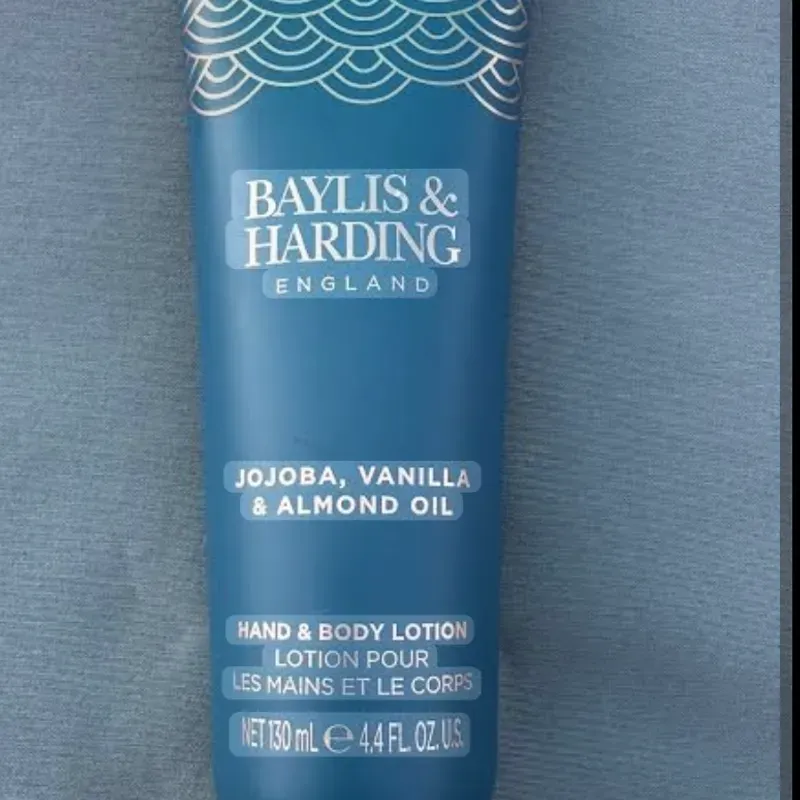 BAYLIS &
HARDING
ENGLAND
JOJOBA, VANILLA
& ALMOND OIL
HAND & BODY LOTION
LOTION POUR
LES MAINS ET LE CORPS
NET 130 mL ℮ 4.4 FL. OZ. U.S.